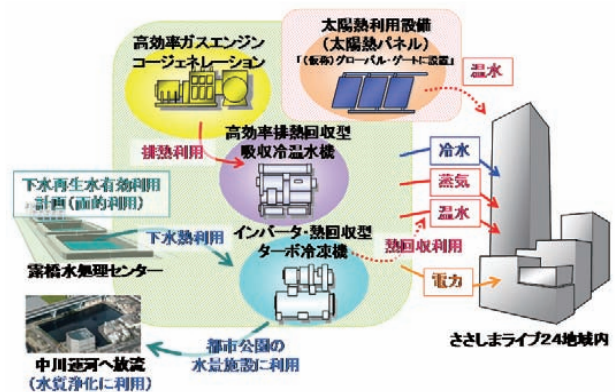 高効率ガスエンジン
コージェネレーション
太陽熱利用設備
(太陽熱パネル)
「(仮称)グローバル・ゲートに設置」
温水
排熱利用
高効率排熱回収型
吸収冷温水機
冷水
蒸気
温水
熱回収利用
電力
下水再生水有効利用
計画(面的利用)
下水熱利用
インバータ・熱回収型
ターボ冷凍機
露橋水処理センター
都市公園の
水景施設に利用
中川運河へ放流
(水質浄化に利用)
ささしまライブ24地域内